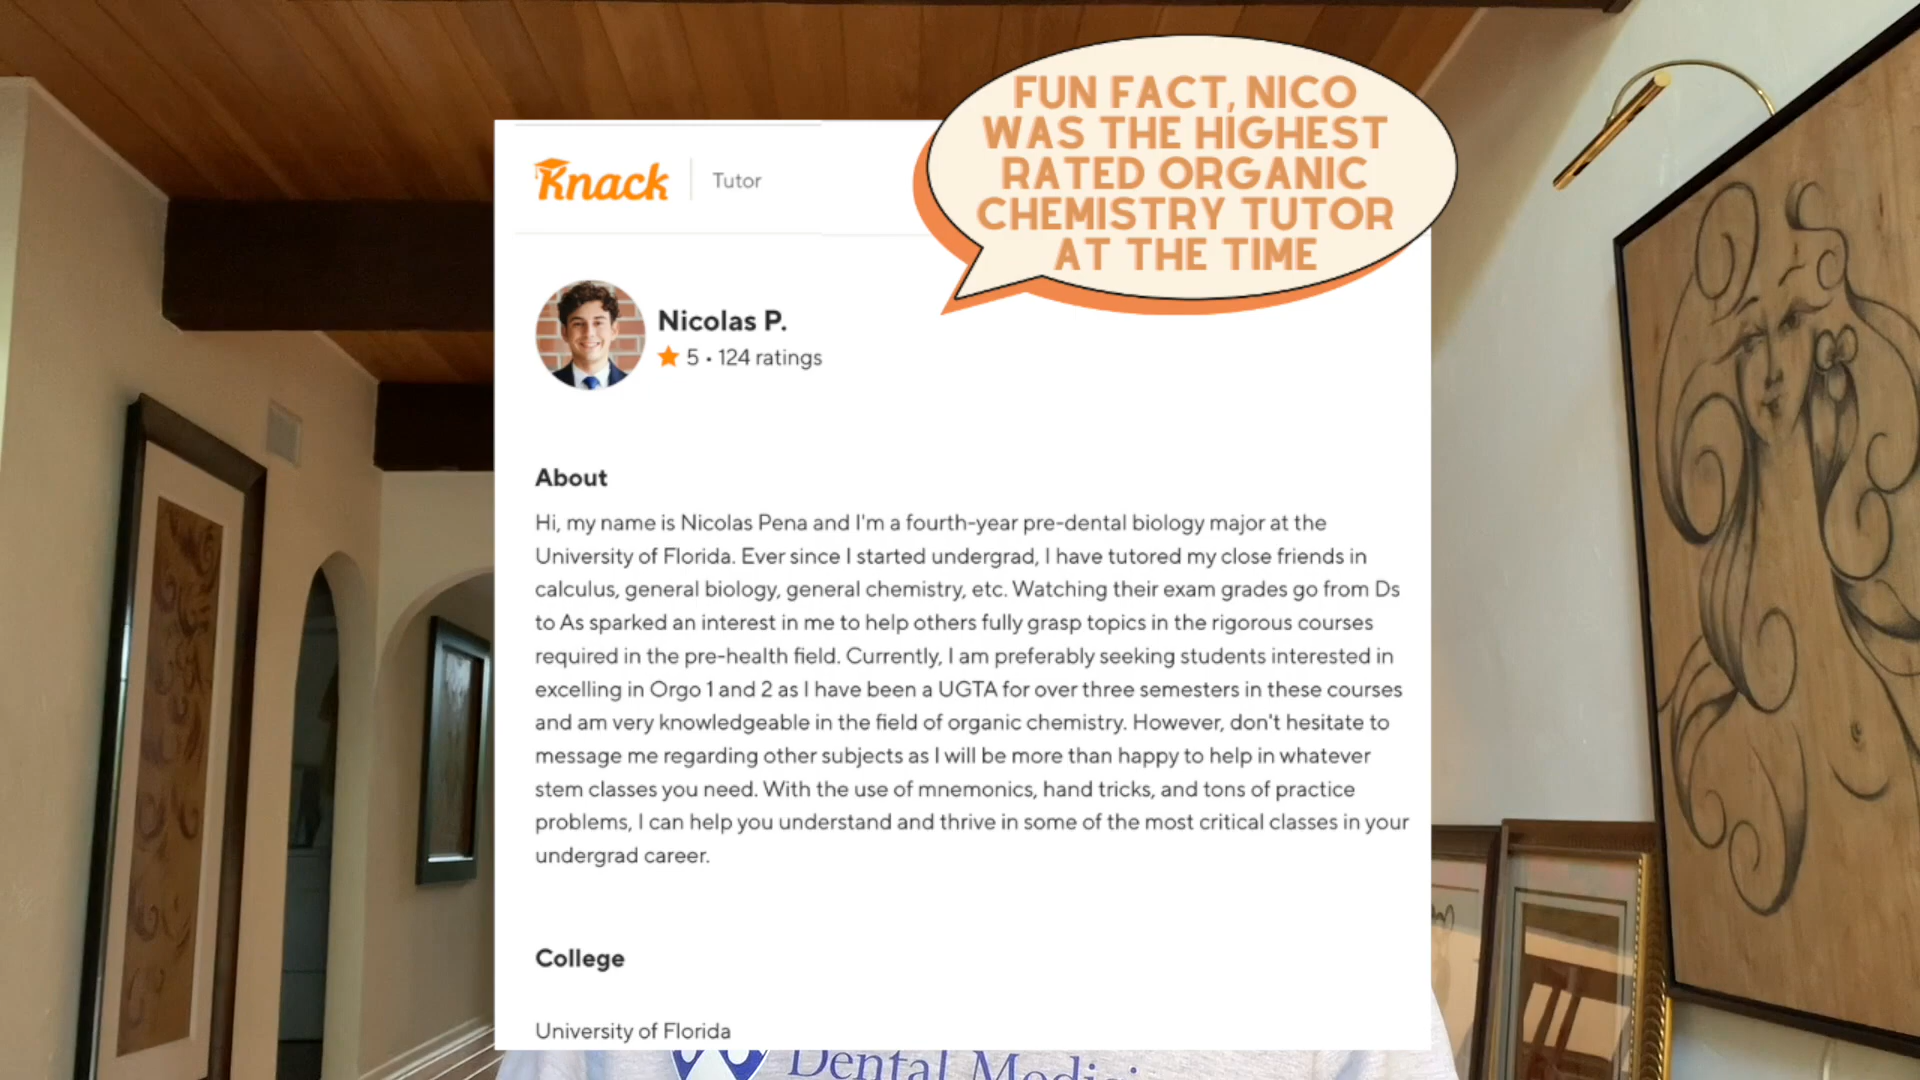 FUN FACT, NICO
WAS THE HIGHEST
RATED ORGANIC
CHEMISTRY TUTOR
AT THE TIME
Knack Tutor
Nicolas P.
5 • 124 ratings
About
Hi, my name is Nicolas Pena and I'm a fourth-year pre-dental biology major at the
University of Florida. Ever since I started undergrad, I have tutored my close friends in
calculus, general biology, general chemistry, etc. Watching their exam grades go from Ds
to As sparked an interest in me to help others fully grasp topics in the rigorous courses
required in the pre-health field. Currently, I am preferably seeking students interested in
excelling in Orgo 1 and 2 as I have been a UGTA for over three semesters in these courses
and am very knowledgeable in the field of organic chemistry. However, don't hesitate to
message me regarding other subjects as I will be more than happy to help in whatever
stem classes you need. With the use of mnemonics, hand tricks, and tons of practice
problems, I can help you understand and thrive in some of the most critical classes in your
undergrad career.
College
University of Florida
Dental Medici